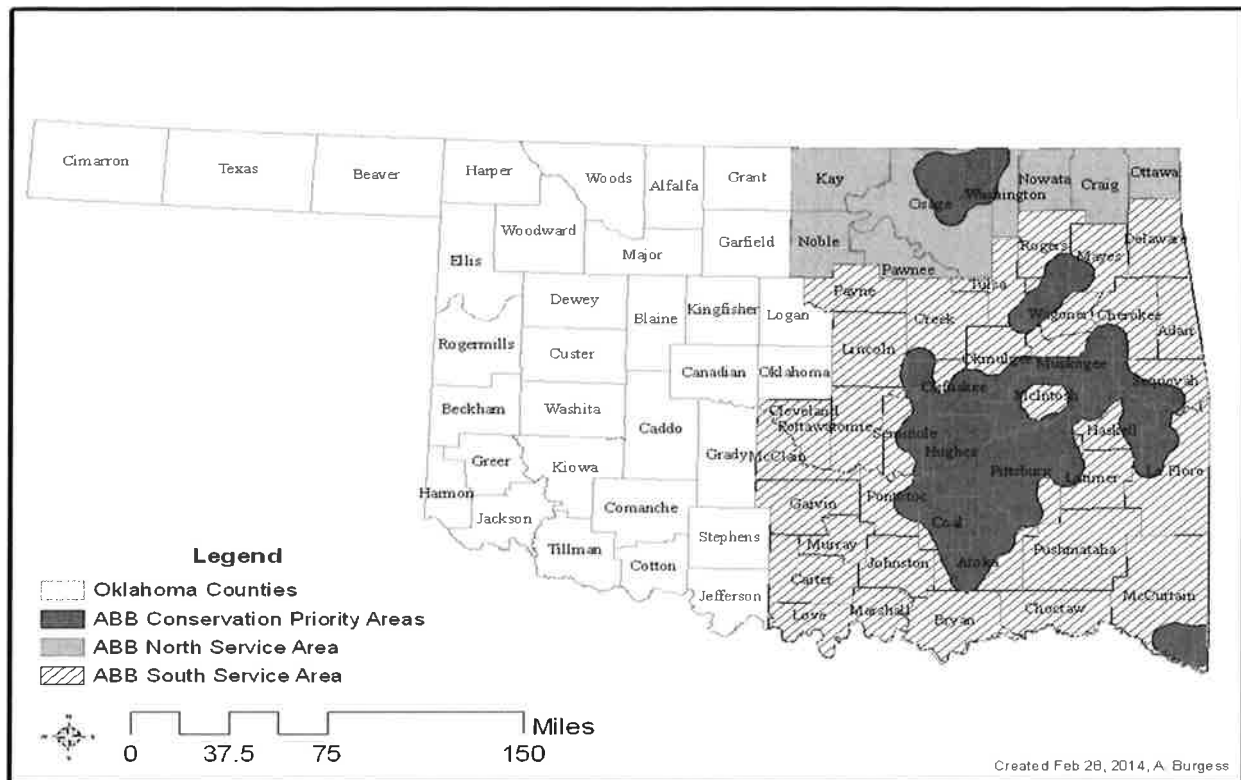 Cimarron
Texas
Beaver
Harper
Woods
Alfalfa
Grant
Kay
Osage
Washington
Nowata
Craig
Ottawa
Woodward
Ellis
Major
Garfield
Noble
Pawnee
Rogers
Mayes
Delaware
Dewey
Blaine
Kingfisher
Logan
Payne
Creek
Tulsa
Wagoner
Cherokee
Adair
Rogermills
Custer
Canadian
Oklahoma
Lincoln
Okmulgee
Muskogee
Okfuskee
McIntosh
Sequoyah
Beckham
Washita
Caddo
Cleveland
Pottawatomie
Seminole
Hughes
Haskell
Grady
McClain
Greer
Kiowa
Pittsburg
Latimer
Le Flore
Harmon
Jackson
Comanche
Garvin
Pontotoc
Coal
Tillman
Stephens
Murray
Johnston
Atoka
Pushmataha
Cotton
Carter
Jefferson
Love
Marshall
Bryan
Choctaw
McCurtain
Legend
Oklahoma Counties
ABB Conservation Priority Areas
ABB North Service Area
ABB South Service Area
Miles
0 37.5 75 150
Created Feb 28, 2014, A. Burgess